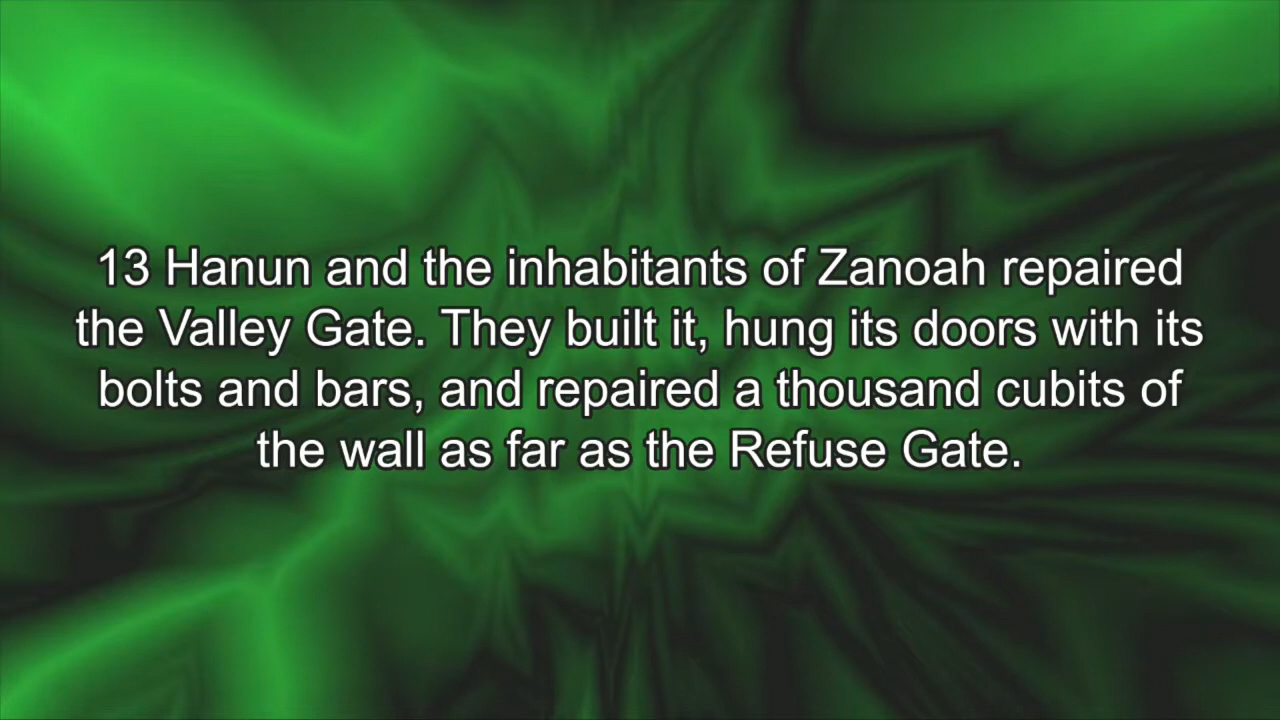 13 Hanun and the inhabitants of Zanoah repaired
the Valley Gate. They built it, hung its doors with its
bolts and bars, and repaired a thousand cubits of
the wall as far as the Refuse Gate.